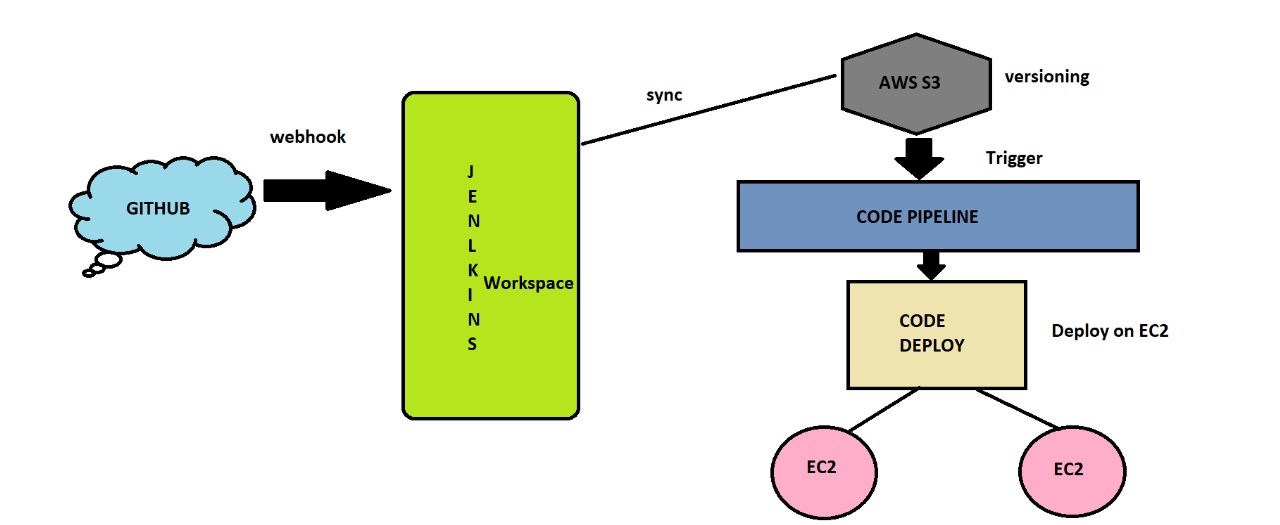 webhook
GITHUB
J
E
N
L
K
I
N
S
Workspace
sync
AWS S3
versioning
Trigger
CODE PIPELINE
CODE
DEPLOY
Deploy on EC2
EC2
EC2